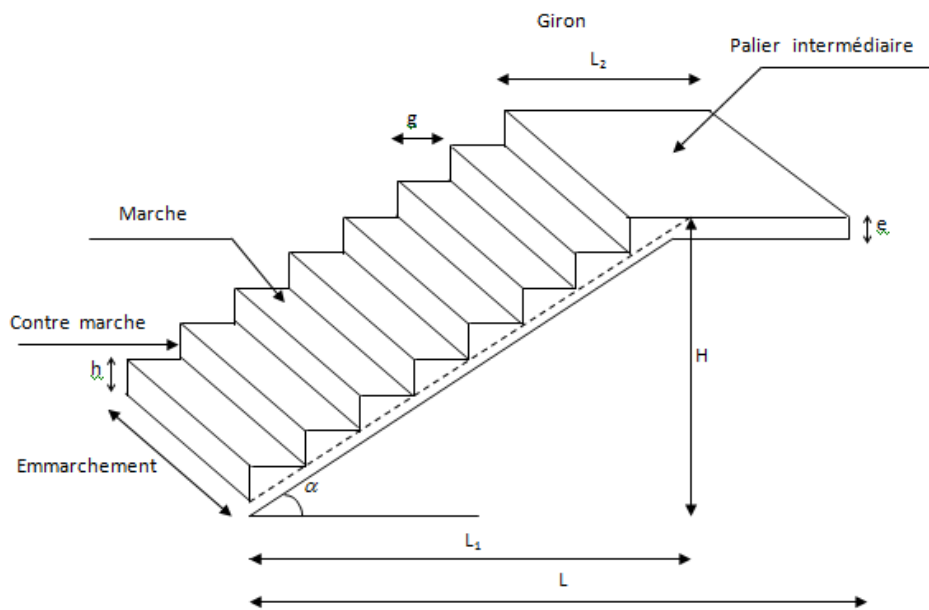 Giron
Palier intermédiaire
L₂
g
Marche
e
Contre marche
h
H
Emmarchement
α
L₁
L